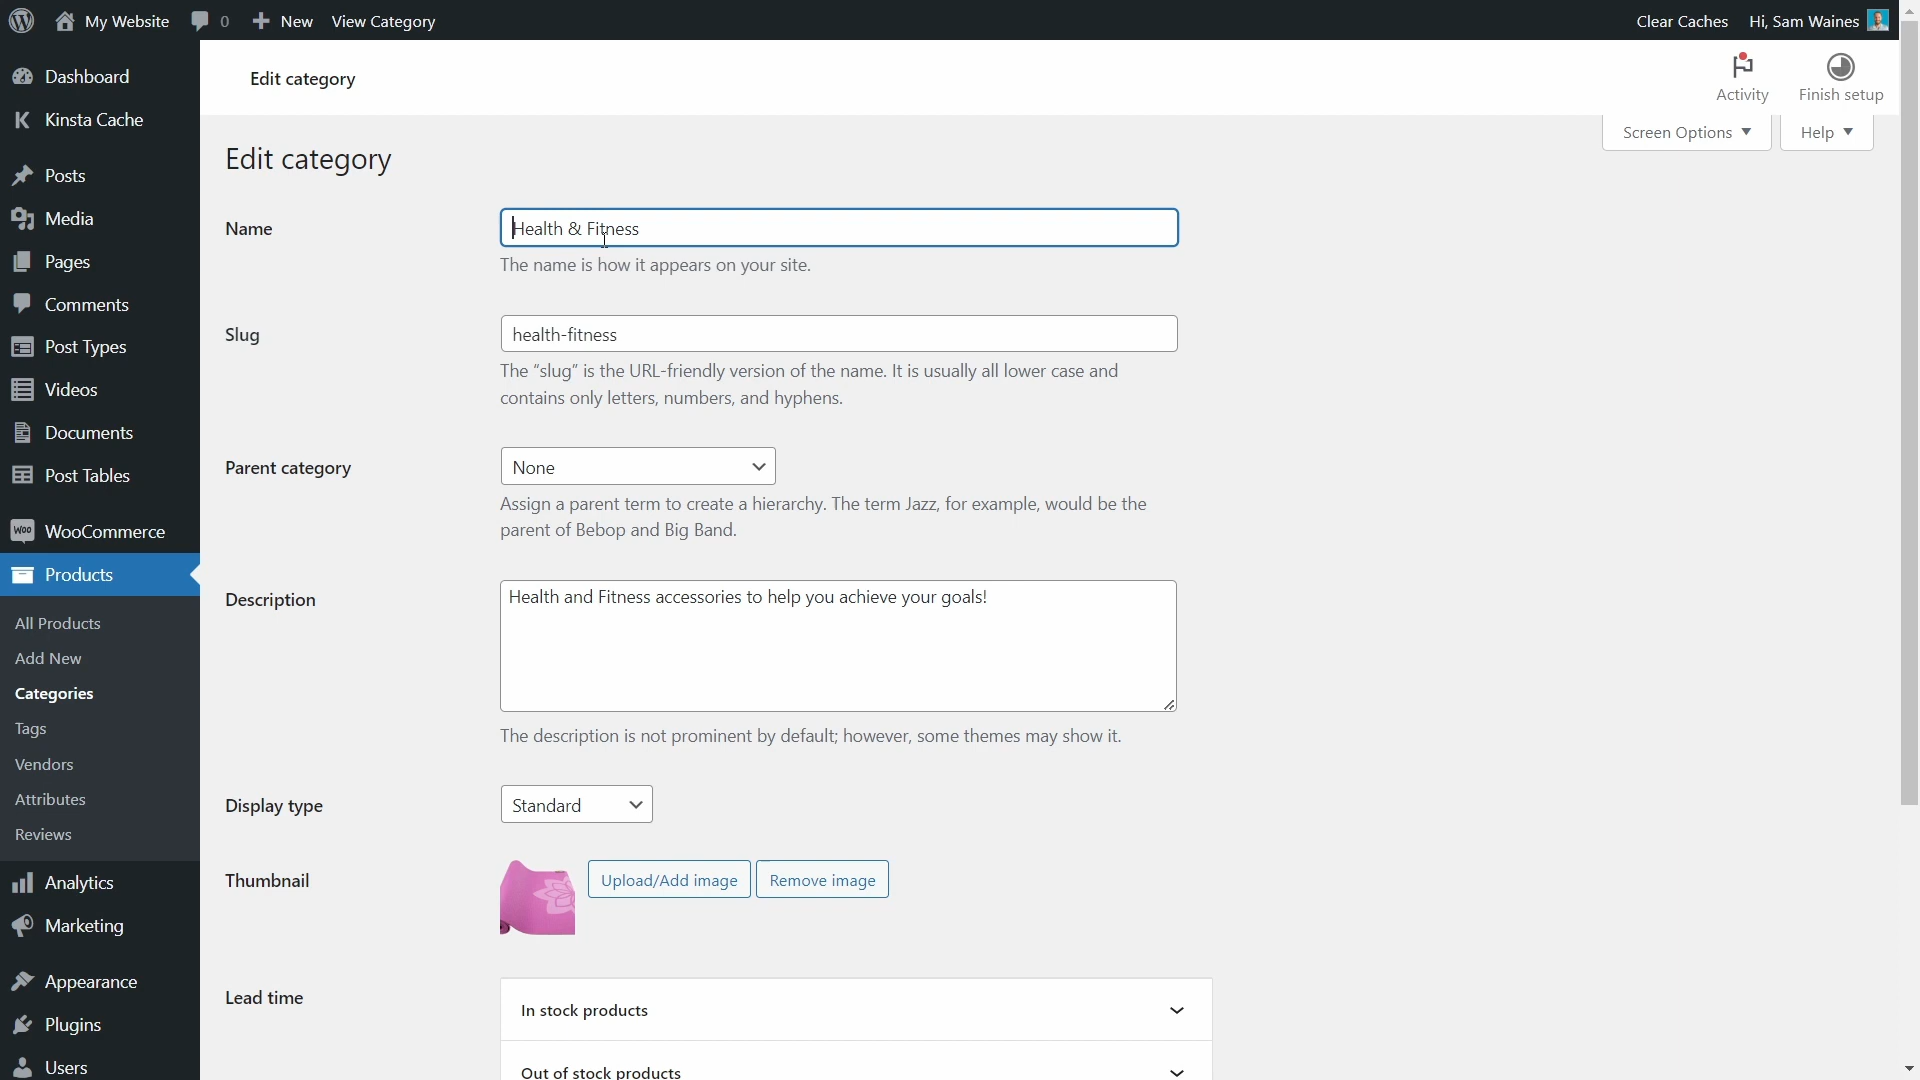 My Website
0
New
View Category
Clear Caches
Hi, Sam Waines
Dashboard
Kinsta Cache
Posts
Media
Pages
Comments
Post Types
Videos
Documents
Post Tables
WooCommerce
Products
All Products
Add New
Categories
Tags
Vendors
Attributes
Reviews
Analytics
Marketing
Appearance
Plugins
Users
Edit category
Activity
Finish setup
Screen Options
Help
Edit category
Name
Health & Fitness
The name is how it appears on your site.
Slug
health-fitness
The “slug” is the URL-friendly version of the name. It is usually all lower case and
contains only letters, numbers, and hyphens.
Parent category
None
Assign a parent term to create a hierarchy. The term Jazz, for example, would be the
parent of Bebop and Big Band.
Description
Health and Fitness accessories to help you achieve your goals!
The description is not prominent by default; however, some themes may show it.
Display type
Standard
Thumbnail
Upload/Add image
Remove image
Lead time
In stock products
Out of stock products